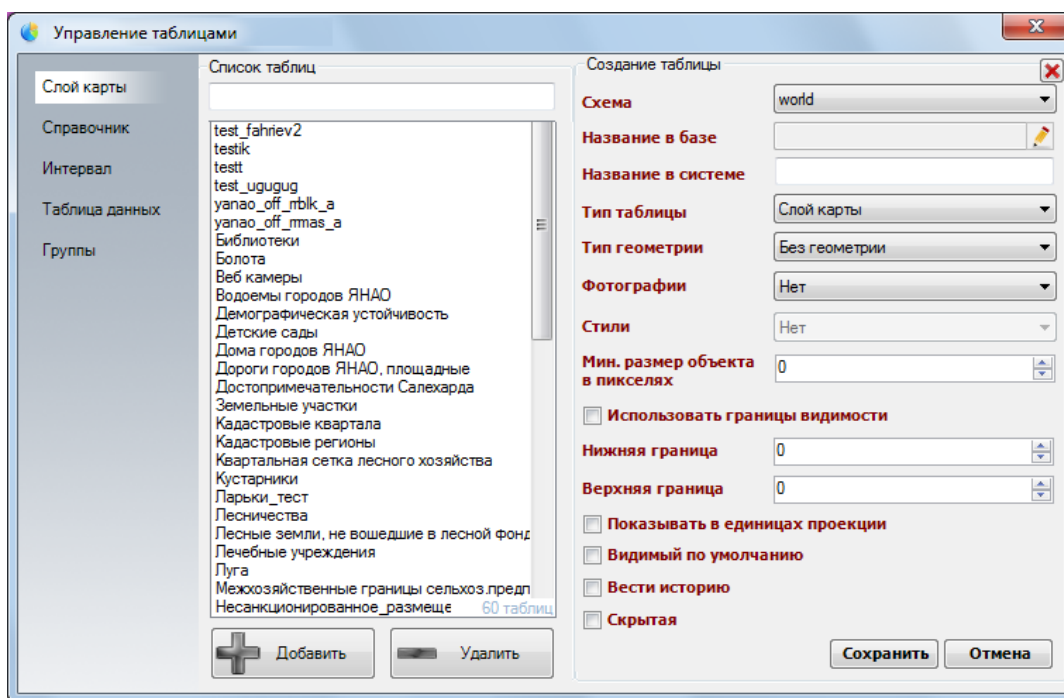 Управление таблицами
Слой карты
Справочник
Интервал
Таблица данных
Группы
Список таблиц
test_fahriev2
testik
testt
test_ugugug
yanao_off_rrblk_a
yanao_off_rrmas_a
Библиотеки
Болота
Веб камеры
Водоемы городов ЯНАО
Демографическая устойчивость
Детские сады
Дома городов ЯНАО
Дороги городов ЯНАО, площадные
Достопримечательности Салехарда
Земельные участки
Кадастровые квартала
Кадастровые регионы
Квартальная сетка лесного хозяйства
Кустарники
Ларьки_тест
Лесничества
Лесные земли, не вошедшие в лесной фонд
Лечебные учреждения
Луга
Межхозяйственные границы сельхоз.предп
Несанкционированное_размеще
60 таблиц
Добавить
Удалить
Создание таблицы
Схема
world
Название в базе
Название в системе
Тип таблицы
Слой карты
Тип геометрии
Без геометрии
Фотографии
Нет
Стили
Нет
Мин. размер объекта
в пикселях
0
Использовать границы видимости
Нижняя граница
0
Верхняя граница
0
Показывать в единицах проекции
Видимый по умолчанию
Вести историю
Скрытая
Сохранить
Отмена